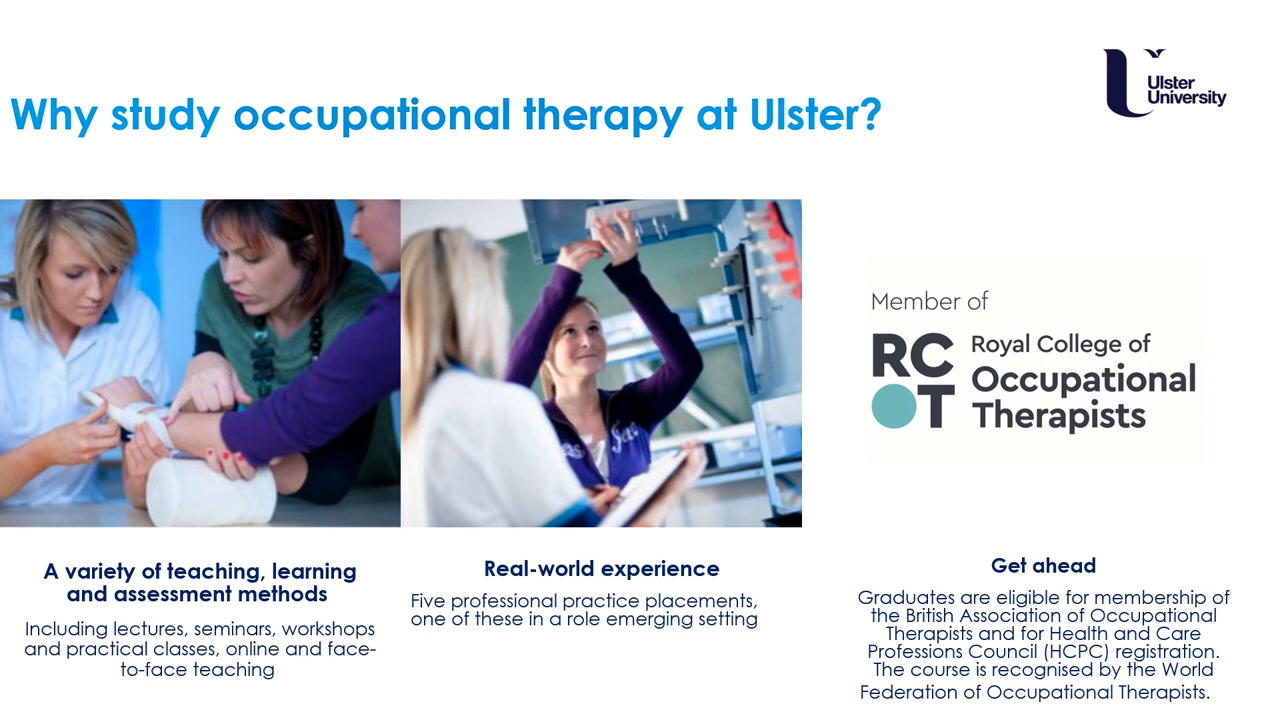 Ulster
University
Why study occupational therapy at Ulster?
Member of
RC
OT
Royal College of
Occupational
Therapists
A variety of teaching, learning
and assessment methods
Including lectures, seminars, workshops
and practical classes, online and face-
to-face teaching
Real-world experience
Five professional practice placements,
one of these in a role emerging setting
Get ahead
Graduates are eligible for membership of
the British Association of Occupational
Therapists and for Health and Care
Professions Council (HCPC) registration.
The course is recognised by the World
Federation of Occupational Therapists.